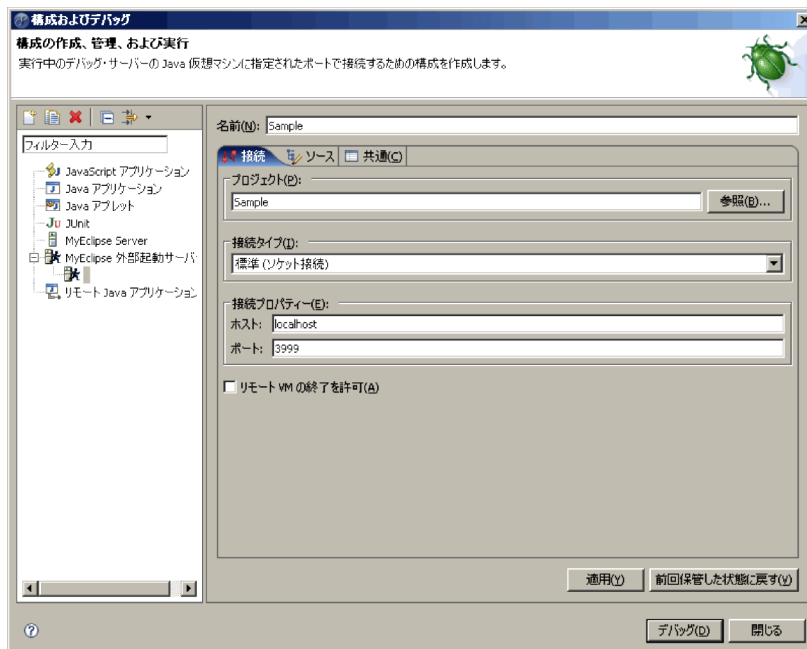 構成およびデバッグ
構成の作成、管理、および実行
実行中のデバッグ・サーバーの Java 仮想マシンに指定されたポートで接続するための構成を作成します。
フィルター入力
JavaScript アプリケーション
Java アプリケーション
Java アプレット
Ju JUnit
MyEclipse Server
MyEclipse 外部起動サーバ
リモート Java アプリケーション
名前(N): Sample
接続 ソース 共通(C)
プロジェクト(P):
Sample 参照(B)...
接続タイプ(T):
標準 (ソケット接続)
接続プロパティー(E):
ホスト: localhost
ポート: 3999
リモート VM の終了を許可(A)
適用(Y) 前回保管した状態に戻す(V)
デバッグ(D) 閉じる